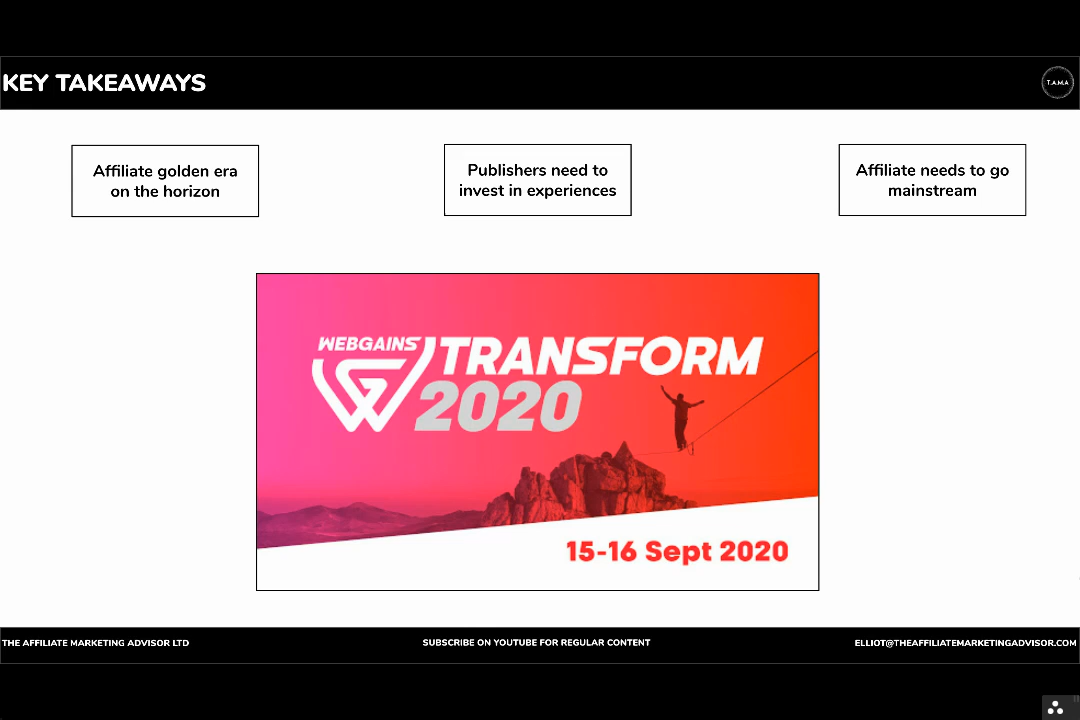 KEY TAKEAWAYS
T.A.M.A
Affiliate golden era
on the horizon
Publishers need to
invest in experiences
Affiliate needs to go
mainstream
WEBGAINS
TRANSFORM
2020
15-16 Sept 2020
THE AFFILIATE MARKETING ADVISOR LTD
SUBSCRIBE ON YOUTUBE FOR REGULAR CONTENT
ELLIOT@THEAFFILIATEMARKETINGADVISOR.COM